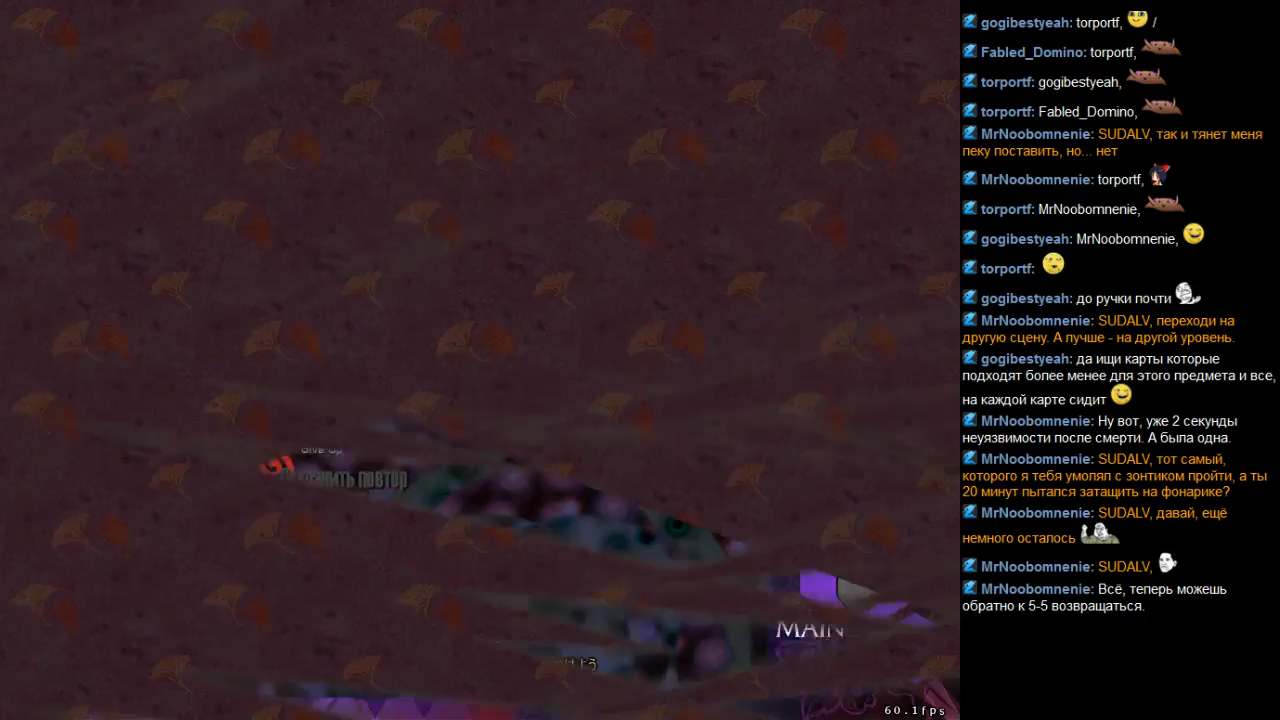 gogibestyeah: torportf, /
Fabled_Domino: torportf,
torportf: gogibestyeah,
torportf: Fabled_Domino,
MrNoobomnenie: SUDALV, так и тянет меня
пеку поставить, но... нет
MrNoobomnenie: torportf,
torportf: MrNoobomnenie,
gogibestyeah: MrNoobomnenie,
torportf:
gogibestyeah: до ручки почти
MrNoobomnenie: SUDALV, переходи на
другую сцену. А лучше - на другой уровень.
gogibestyeah: да ищи карты которые
подходят более менее для этого предмета и все,
на каждой карте сидит
MrNoobomnenie: Ну вот, уже 2 секунды
неуязвимости после смерти. А была одна.
MrNoobomnenie: SUDALV, тот самый,
которого я тебя умолял с зонтиком пройти, а ты
20 минут пытался затащить на фонарике?
MrNoobomnenie: SUDALV, давай, ещё
немного осталось
MrNoobomnenie: SUDALV,
MrNoobomnenie: Всё, теперь можешь
обратно к 5-5 возвращаться.
повтор
MAIN
60.1fps